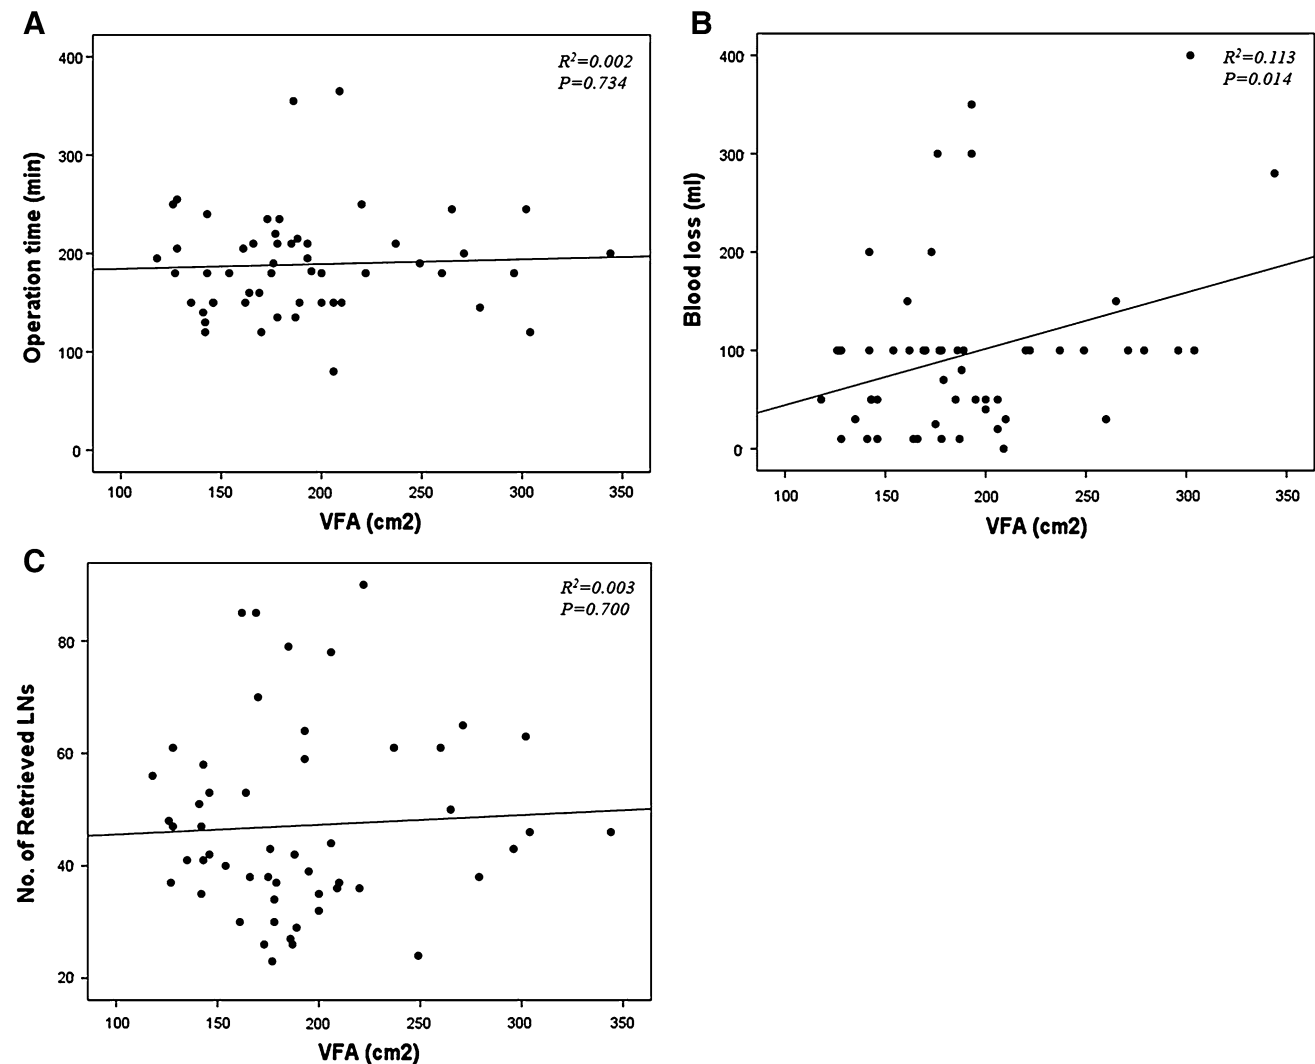 A
400
300
200
100
0
Operation time (min)
R²=0.002
P=0.734
100 150 200 250 300 350
VFA (cm2)
B
400
300
200
100
0
Blood loss (ml)
R²=0.113
P=0.014
100 150 200 250 300 350
VFA (cm2)
C
80
60
40
20
No. of Retrieved LNs
R²=0.003
P=0.700
100 150 200 250 300 350
VFA (cm2)